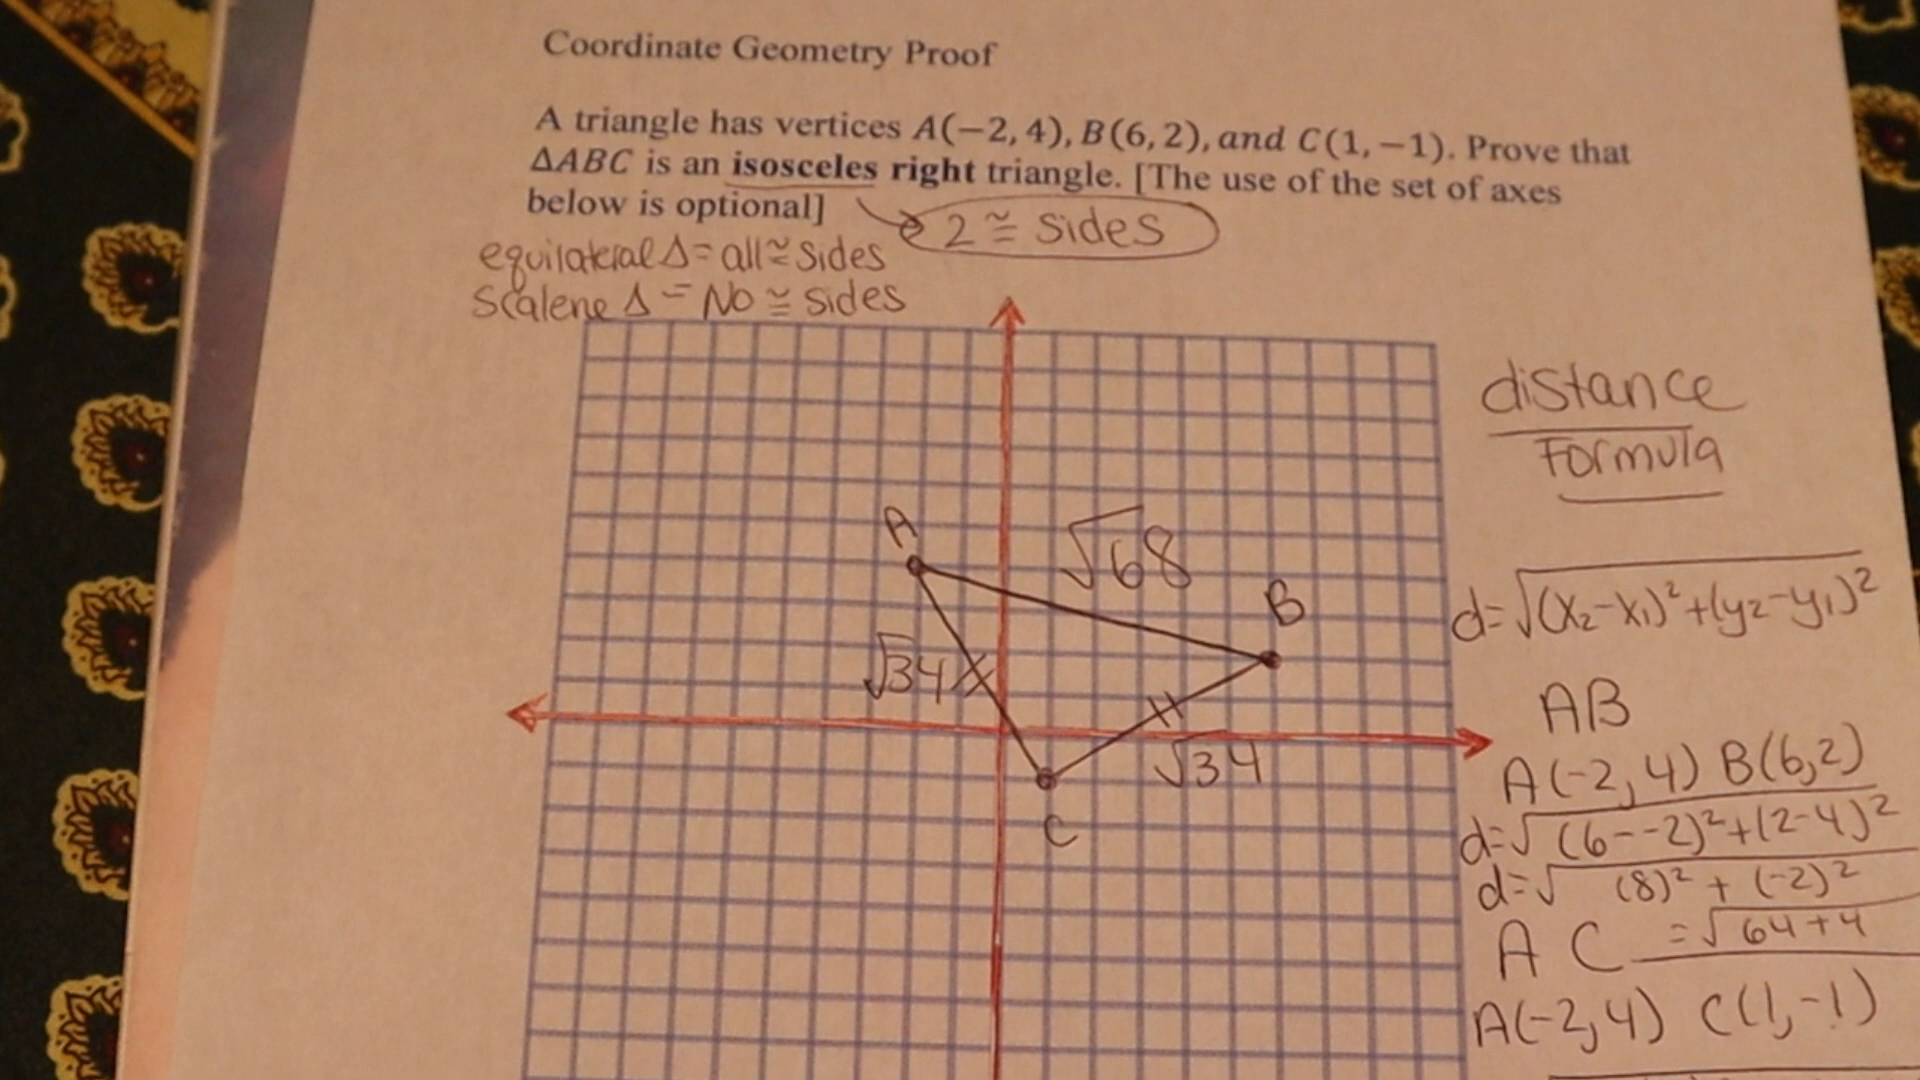 Coordinate Geometry Proof
A triangle has vertices A(−2, 4), B(6, 2), and C(1, −1). Prove that
ΔABC is an isosceles right triangle. [The use of the set of axes
below is optional]
2 ≅ sides
equilateral Δ = all ≅ sides
Scalene Δ = No ≅ sides
distance
Formula
A
√68
B
d=√(x₂-x₁)²+(y₂-y₁)²
√34
√34
C
AB
A(-2,4) B(6,2)
d=√(6--2)²+(2-4)²
d=√(8)²+(-2)²
=√64+4
AC
A(-2,4) C(1,-1)